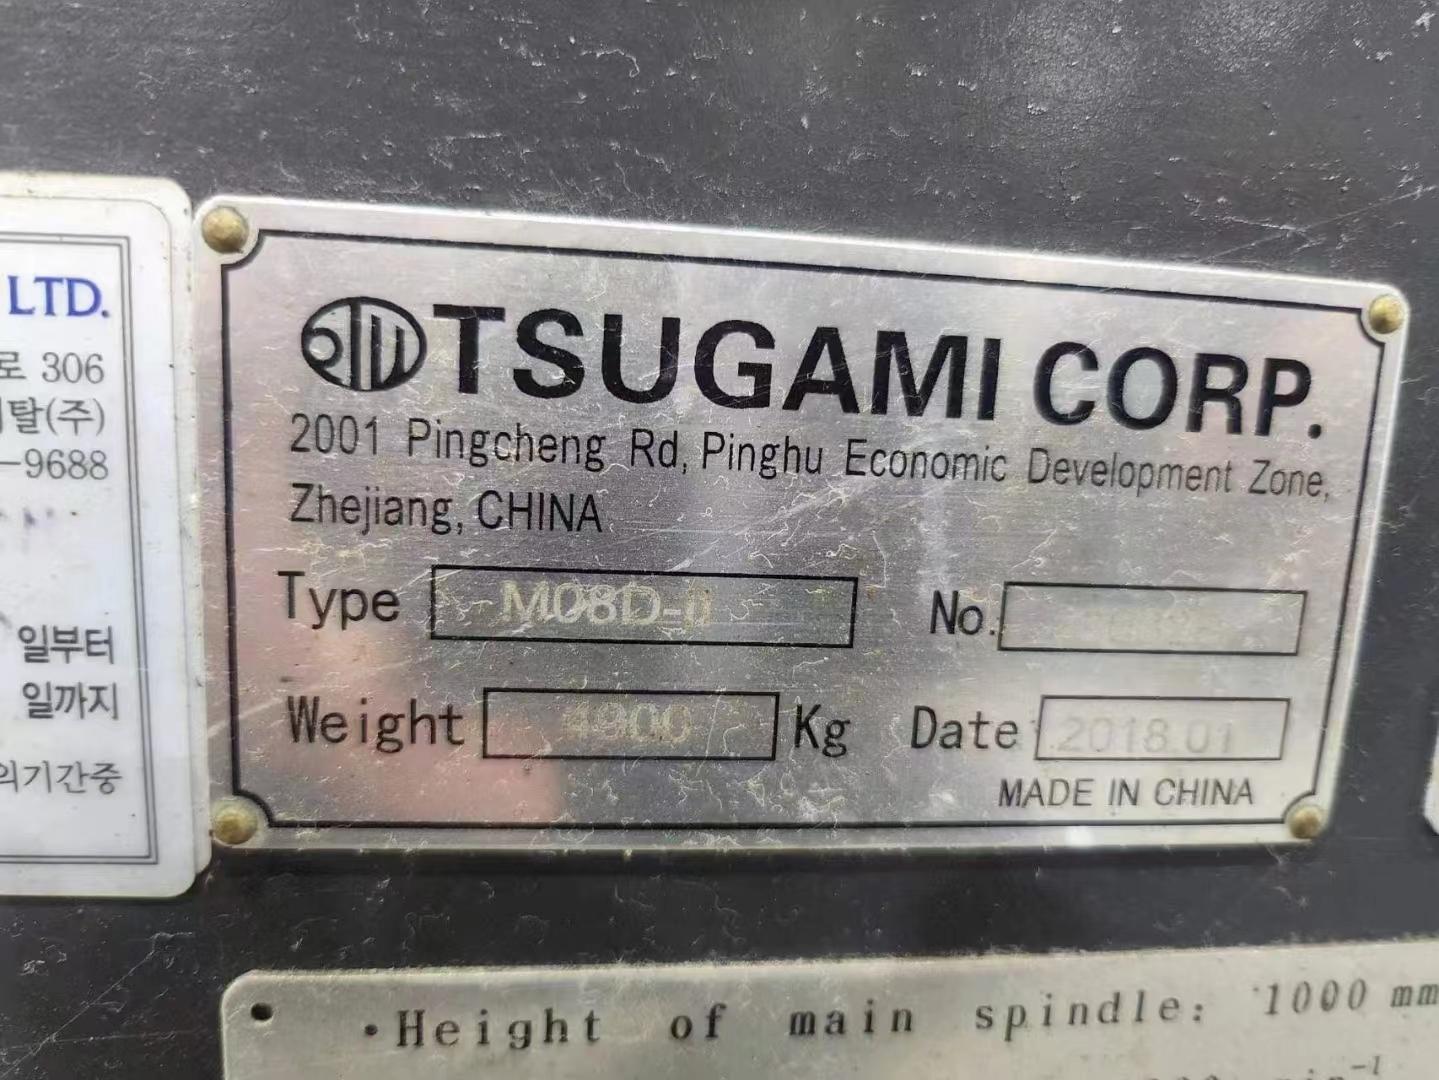 LTD.
로 306
탈(주)
-9688
일부터
일까지
의기간중
TSUGAMI CORP.
2001 Pingcheng Rd, Pinghu Economic Development Zone,
Zhejiang, CHINA
Type M08D-II No.
Weight 4900 Kg Date 2018.01
MADE IN CHINA
•Height of main spindle: 1000 mm